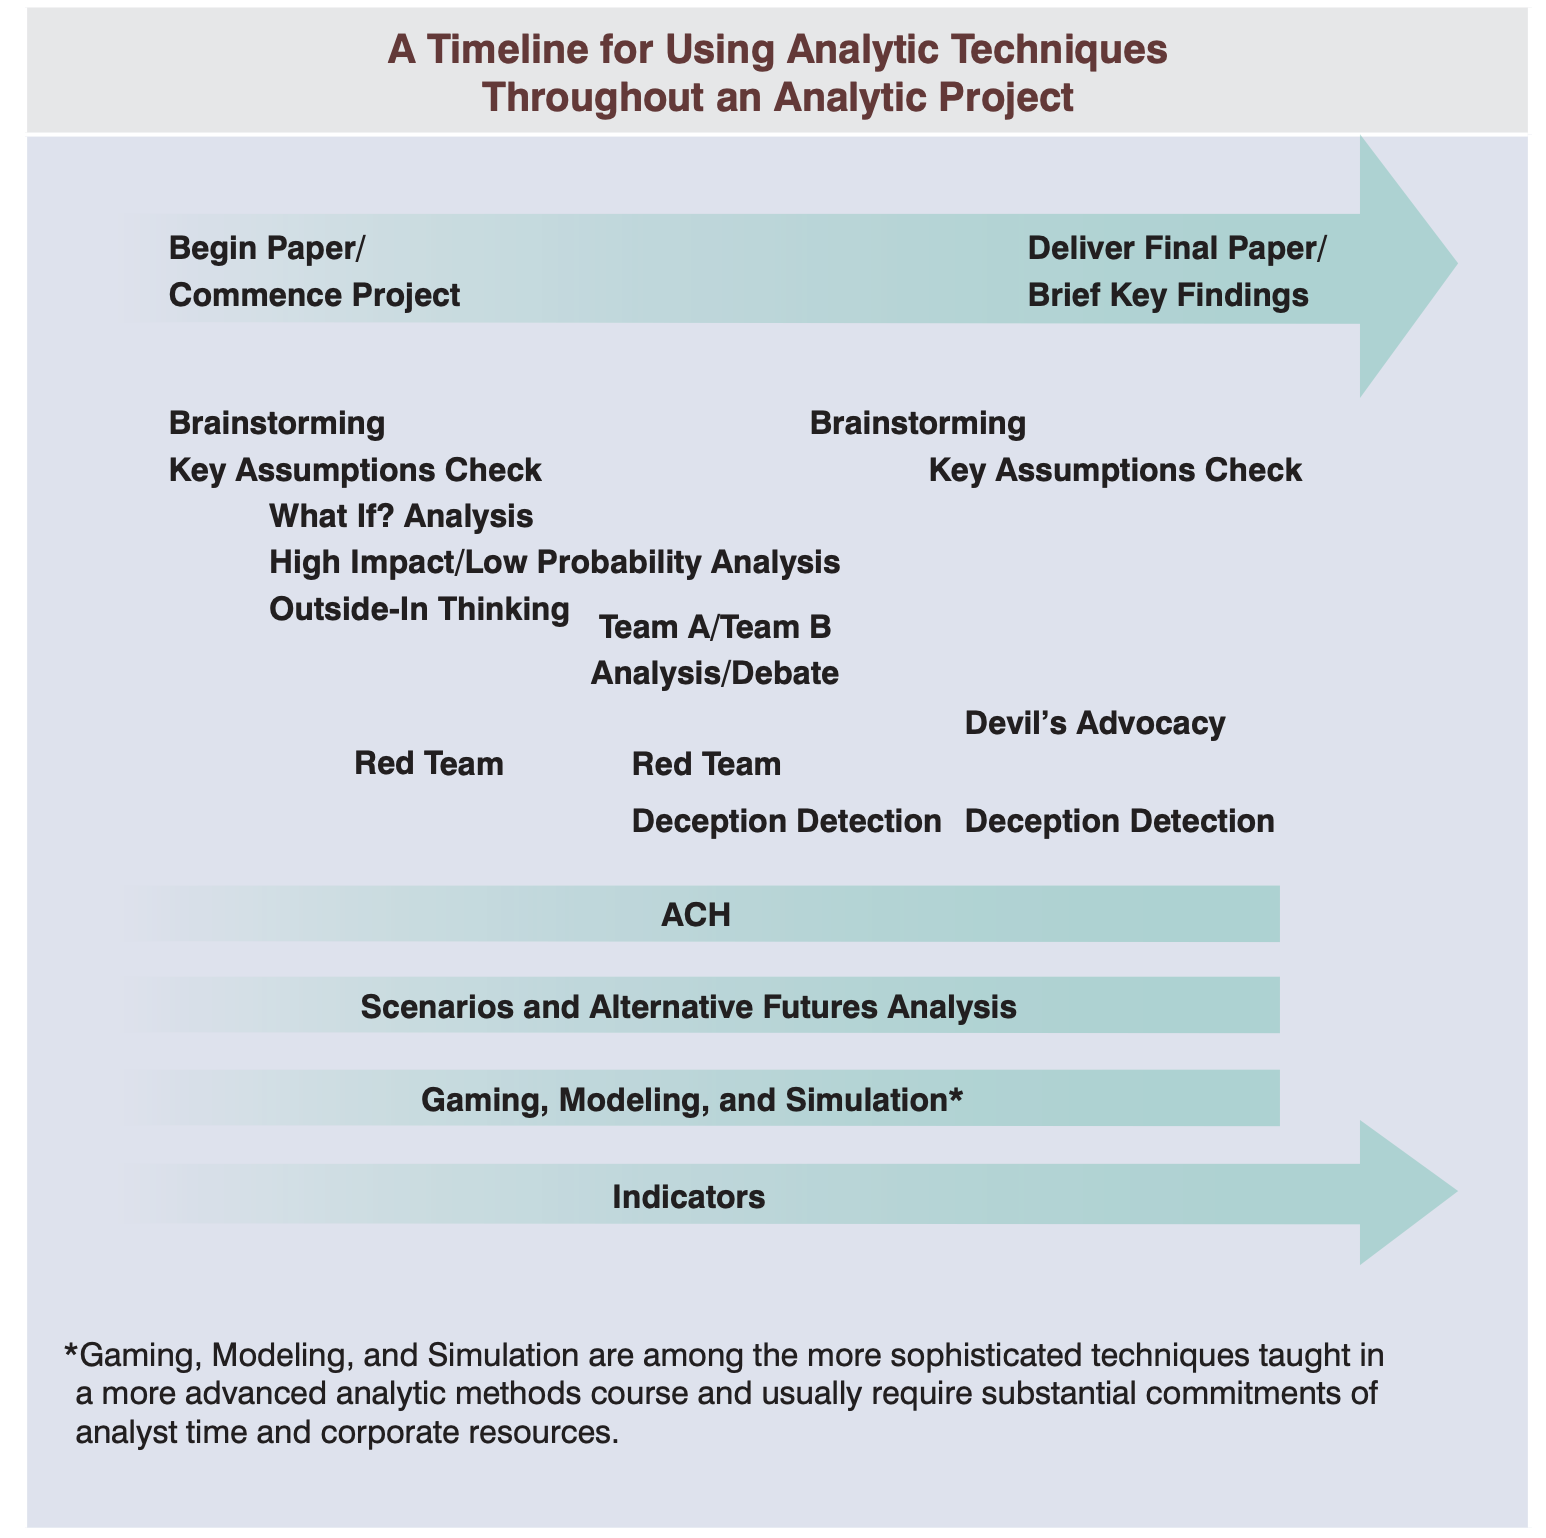 A Timeline for Using Analytic Techniques
Throughout an Analytic Project
Begin Paper/
Commence Project
Deliver Final Paper/
Brief Key Findings
Brainstorming
Brainstorming
Key Assumptions Check
Key Assumptions Check
What If? Analysis
High Impact/Low Probability Analysis
Outside-In Thinking
Team A/Team B
Analysis/Debate
Devil’s Advocacy
Red Team
Red Team
Deception Detection
Deception Detection
ACH
Scenarios and Alternative Futures Analysis
Gaming, Modeling, and Simulation*
Indicators
*Gaming, Modeling, and Simulation are among the more sophisticated techniques taught in
a more advanced analytic methods course and usually require substantial commitments of
analyst time and corporate resources.